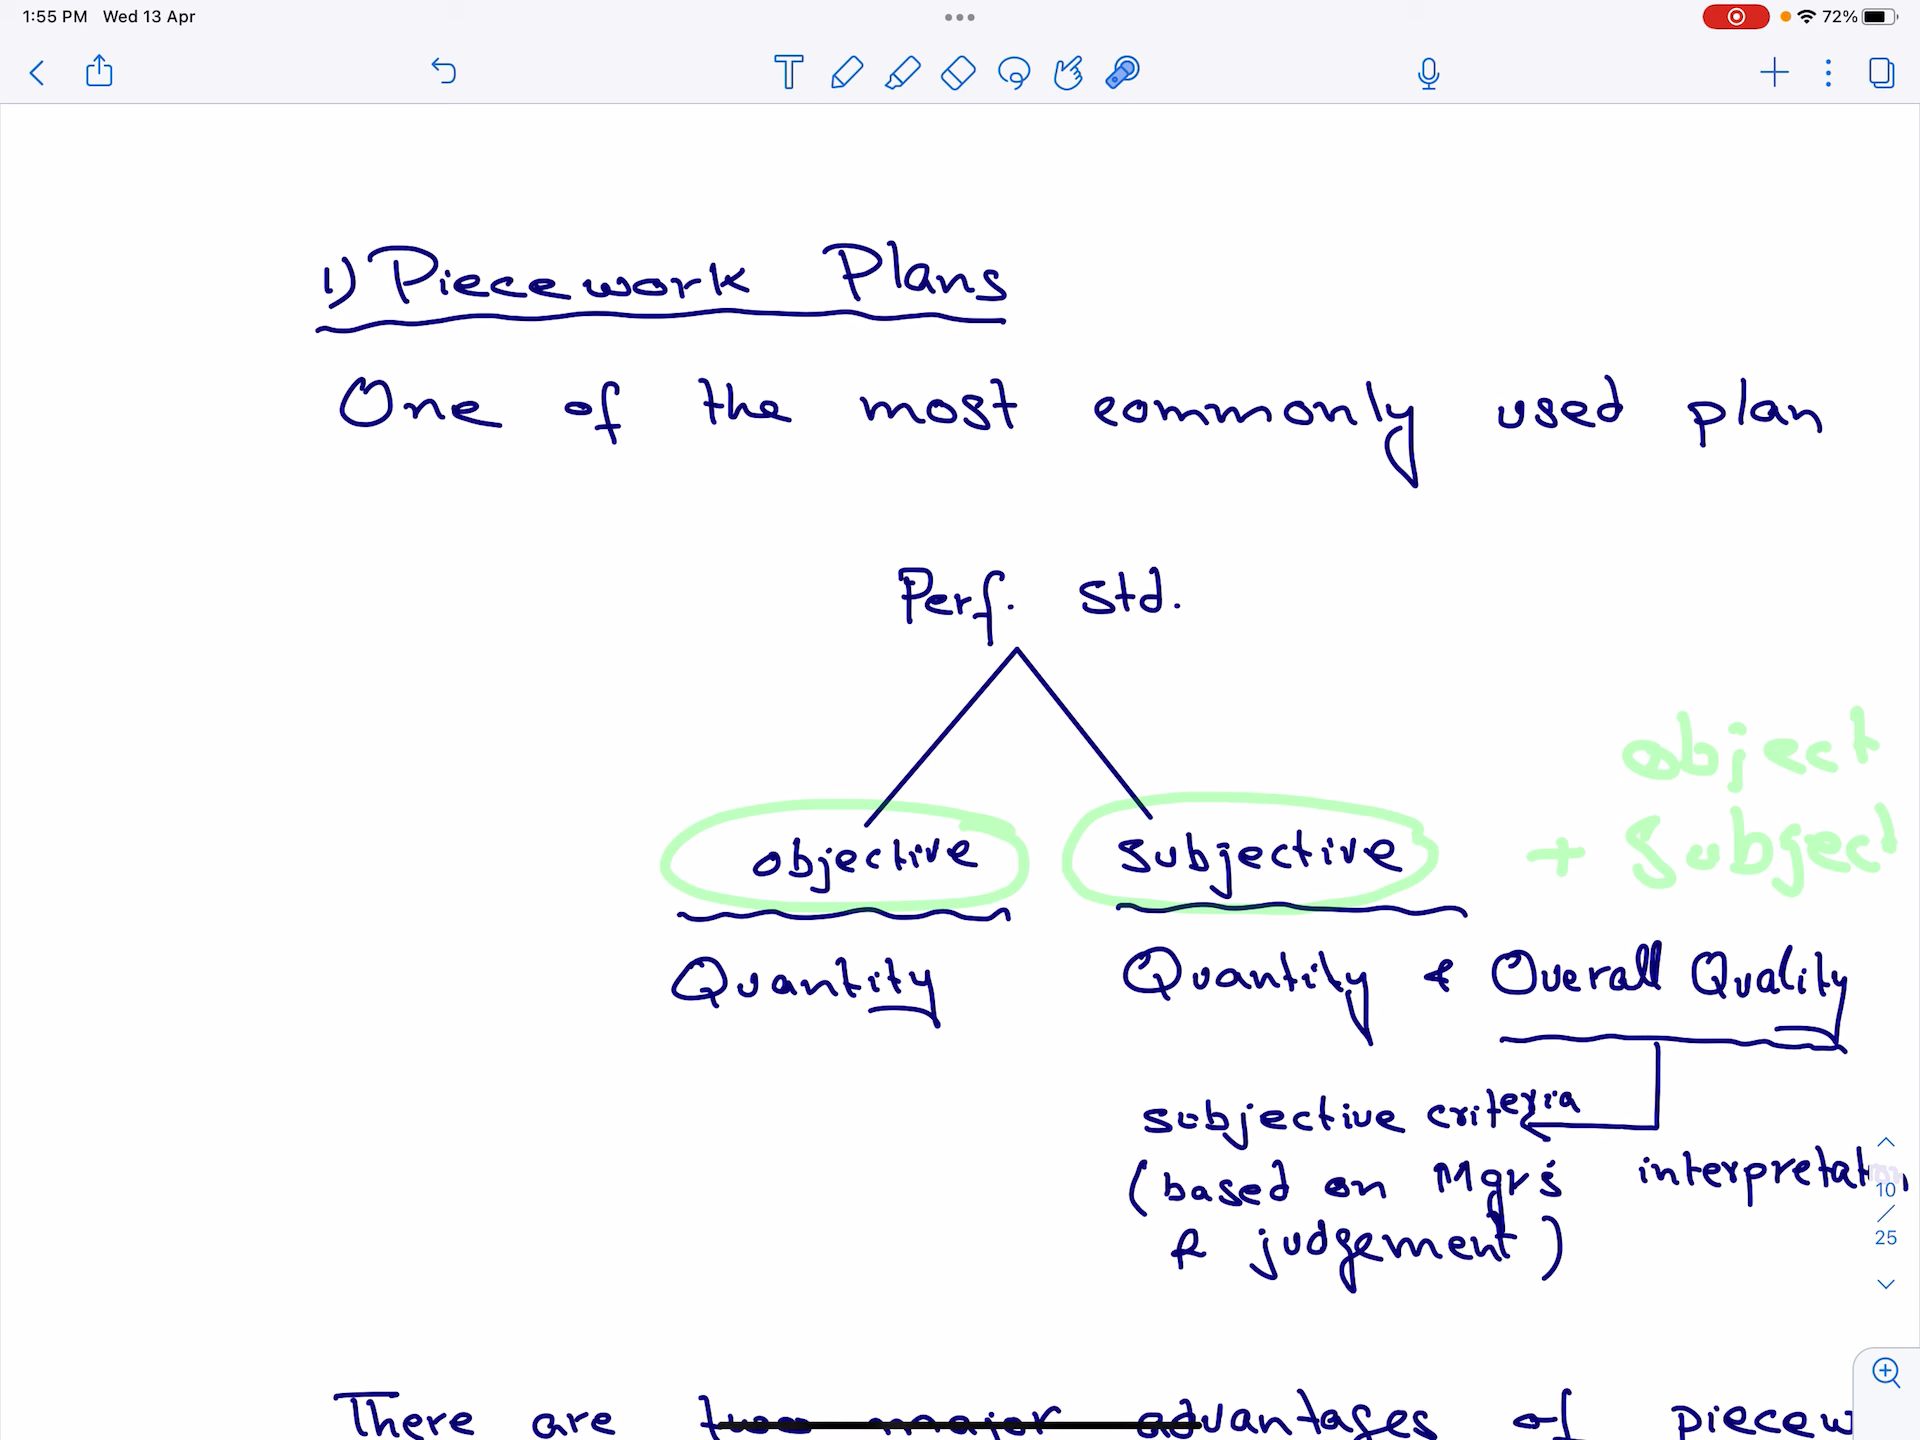 1:55 PM Wed 13 Apr
72%
1) Piecework Plans
One of the most commonly used plan
Perf. Std.
object
objective subjective + Subject
Quantity Quantity & Overall Quality
subjective criteria
(based on Mgr's interpretat
& judgement)
10
/
25
There are two major advantages of piecew